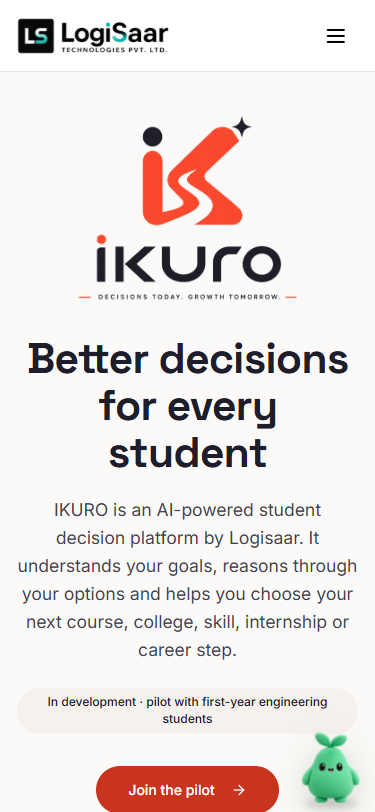 LS LogiSaar
TECHNOLOGIES PVT. LTD.
ikuro
DECISIONS TODAY. GROWTH TOMORROW.
Better decisions
for every
student
IKURO is an AI-powered student
decision platform by Logisaar. It
understands your goals, reasons through
your options and helps you choose your
next course, college, skill, internship or
career step.
In development · pilot with first-year engineering
students
Join the pilot →